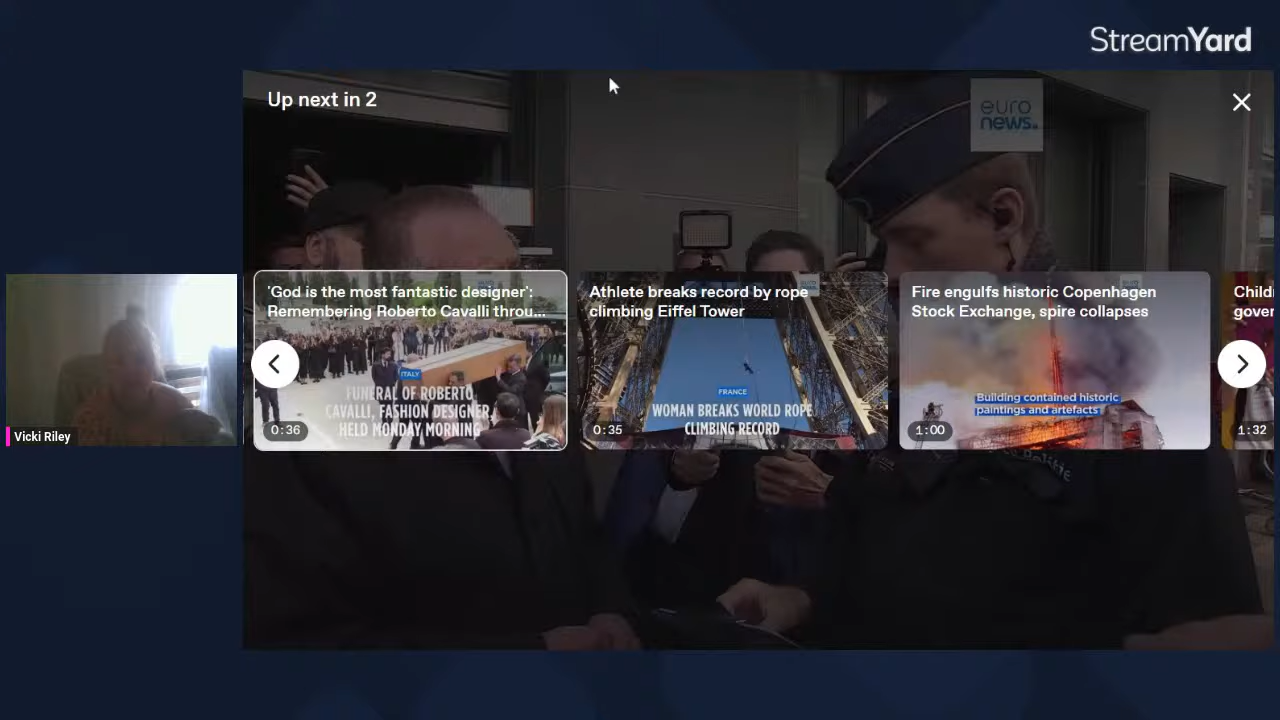 StreamYard
Up next in 2
euro
news.
'God is the most fantastic designer':
Remembering Roberto Cavalli throu...
ITALY
FUNERAL OF ROBERTO
CAVALLI, FASHION DESIGNER,
HELD MONDAY MORNING
0:36
Athlete breaks record by rope
climbing Eiffel Tower
FRANCE
WOMAN BREAKS WORLD ROPE
CLIMBING RECORD
0:35
Fire engulfs historic Copenhagen
Stock Exchange, spire collapses
Building contained historic
paintings and artefacts
1:00
Child
gover
1:32
Vicki Riley